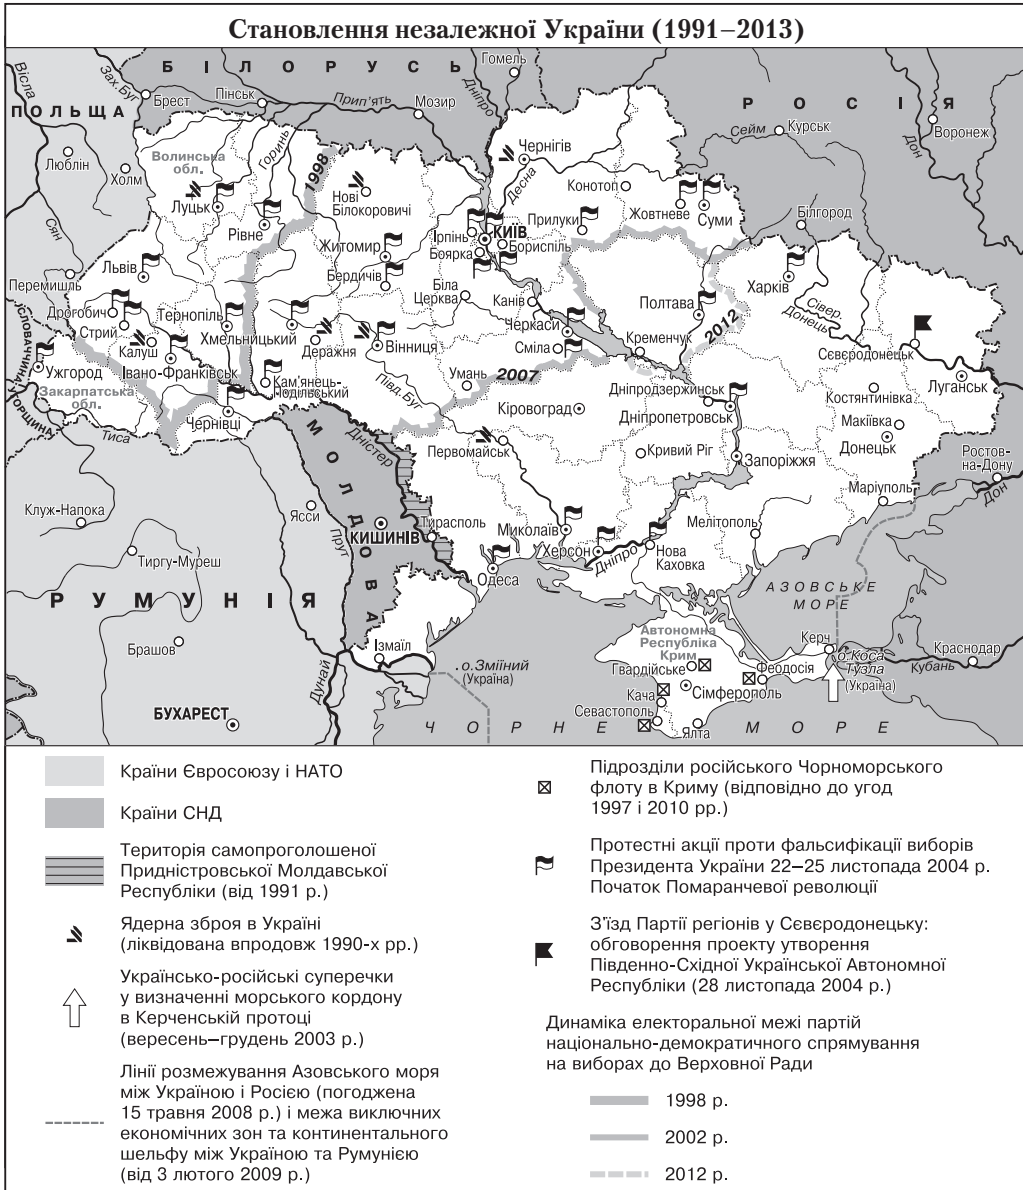 Становлення незалежної України (1991–2013)
БІЛОРУСЬ
Гомель
Вісла
Зах. Буг
Брест
Пінськ
Прип'ять
Мозир
Дніпро
ПОЛЬЩА
РОСІЯ
Сейм
Курськ
Воронеж
Дон
Люблін
Холм
Волинська
обл.
Горинь
1998
Чернігів
Десна
Конотоп
Нові
Білокоровичі
Луцьк
Рівне
Сян
Прилуки
Жовтневе
Суми
Білгород
Житомир
Ірпінь
КИЇВ
Боярка
Бориспіль
Бердичів
Львів
Перемишль
Біла
Церква
Канів
Харків
Сівер.
Донець
Дрогобич
Стрий
Тернопіль
Полтава
2012
Калуш
Хмельницький
Деражня
Вінниця
Черкаси
Сміла
Кременчук
Сєвєродонецьк
СЛОВАЧЧИНА
Ужгород
Івано-Франківськ
Кам'янець-
Подільський
Умань
2007
Луганськ
УГОРЩИНА
Закарпатська
обл.
Півд. Буг
Дніпродзержинськ
Костянтинівка
Чернівці
Кіровоград
Дніпропетровськ
Макіївка
Тиса
МОЛДОВА
Дністер
Первомайськ
Кривий Ріг
Запоріжжя
Донецьк
Ростов-
на-Дону
Дон
Маріуполь
Клуж-Напока
Ясси
Прут
КИШИНІВ
Тирасполь
Миколаїв
Мелітополь
Тиргу-Муреш
Херсон
Дніпро
Нова
Каховка
Одеса
АЗОВСЬКЕ
МОРЕ
РУМУНІЯ
Брашов
Ізмаїл
о. Зміїний
(Україна)
Автономна
Республіка
Крим
Гвардійське
Феодосія
Керч
о. Коса
Тузла
(Україна)
Краснодар
Кубань
Дунай
Кача
Сімферополь
Севастополь
Ялта
БУХАРЕСТ
ЧОРНЕ МОРЕ
Країни Євросоюзу і НАТО
Країни СНД
Територія самопроголошеної
Придністровської Молдавської
Республіки (від 1991 р.)
Ядерна зброя в Україні
(ліквідована впродовж 1990-х рр.)
Українсько-російські суперечки
у визначенні морського кордону
в Керченській протоці
(вересень–грудень 2003 р.)
Лінії розмежування Азовського моря
між Україною і Росією (погоджена
15 травня 2008 р.) і межа виключних
економічних зон та континентального
шельфу між Україною та Румунією
(від 3 лютого 2009 р.)
Підрозділи російського Чорноморського
флоту в Криму (відповідно до угод
1997 і 2010 рр.)
Протестні акції проти фальсифікації виборів
Президента України 22–25 листопада 2004 р.
Початок Помаранчевої революції
З'їзд Партії регіонів у Сєвєродонецьку:
обговорення проекту утворення
Південно-Східної Української Автономної
Республіки (28 листопада 2004 р.)
Динаміка електоральної межі партій
національно-демократичного спрямування
на виборах до Верховної Ради
1998 р.
2002 р.
2012 р.